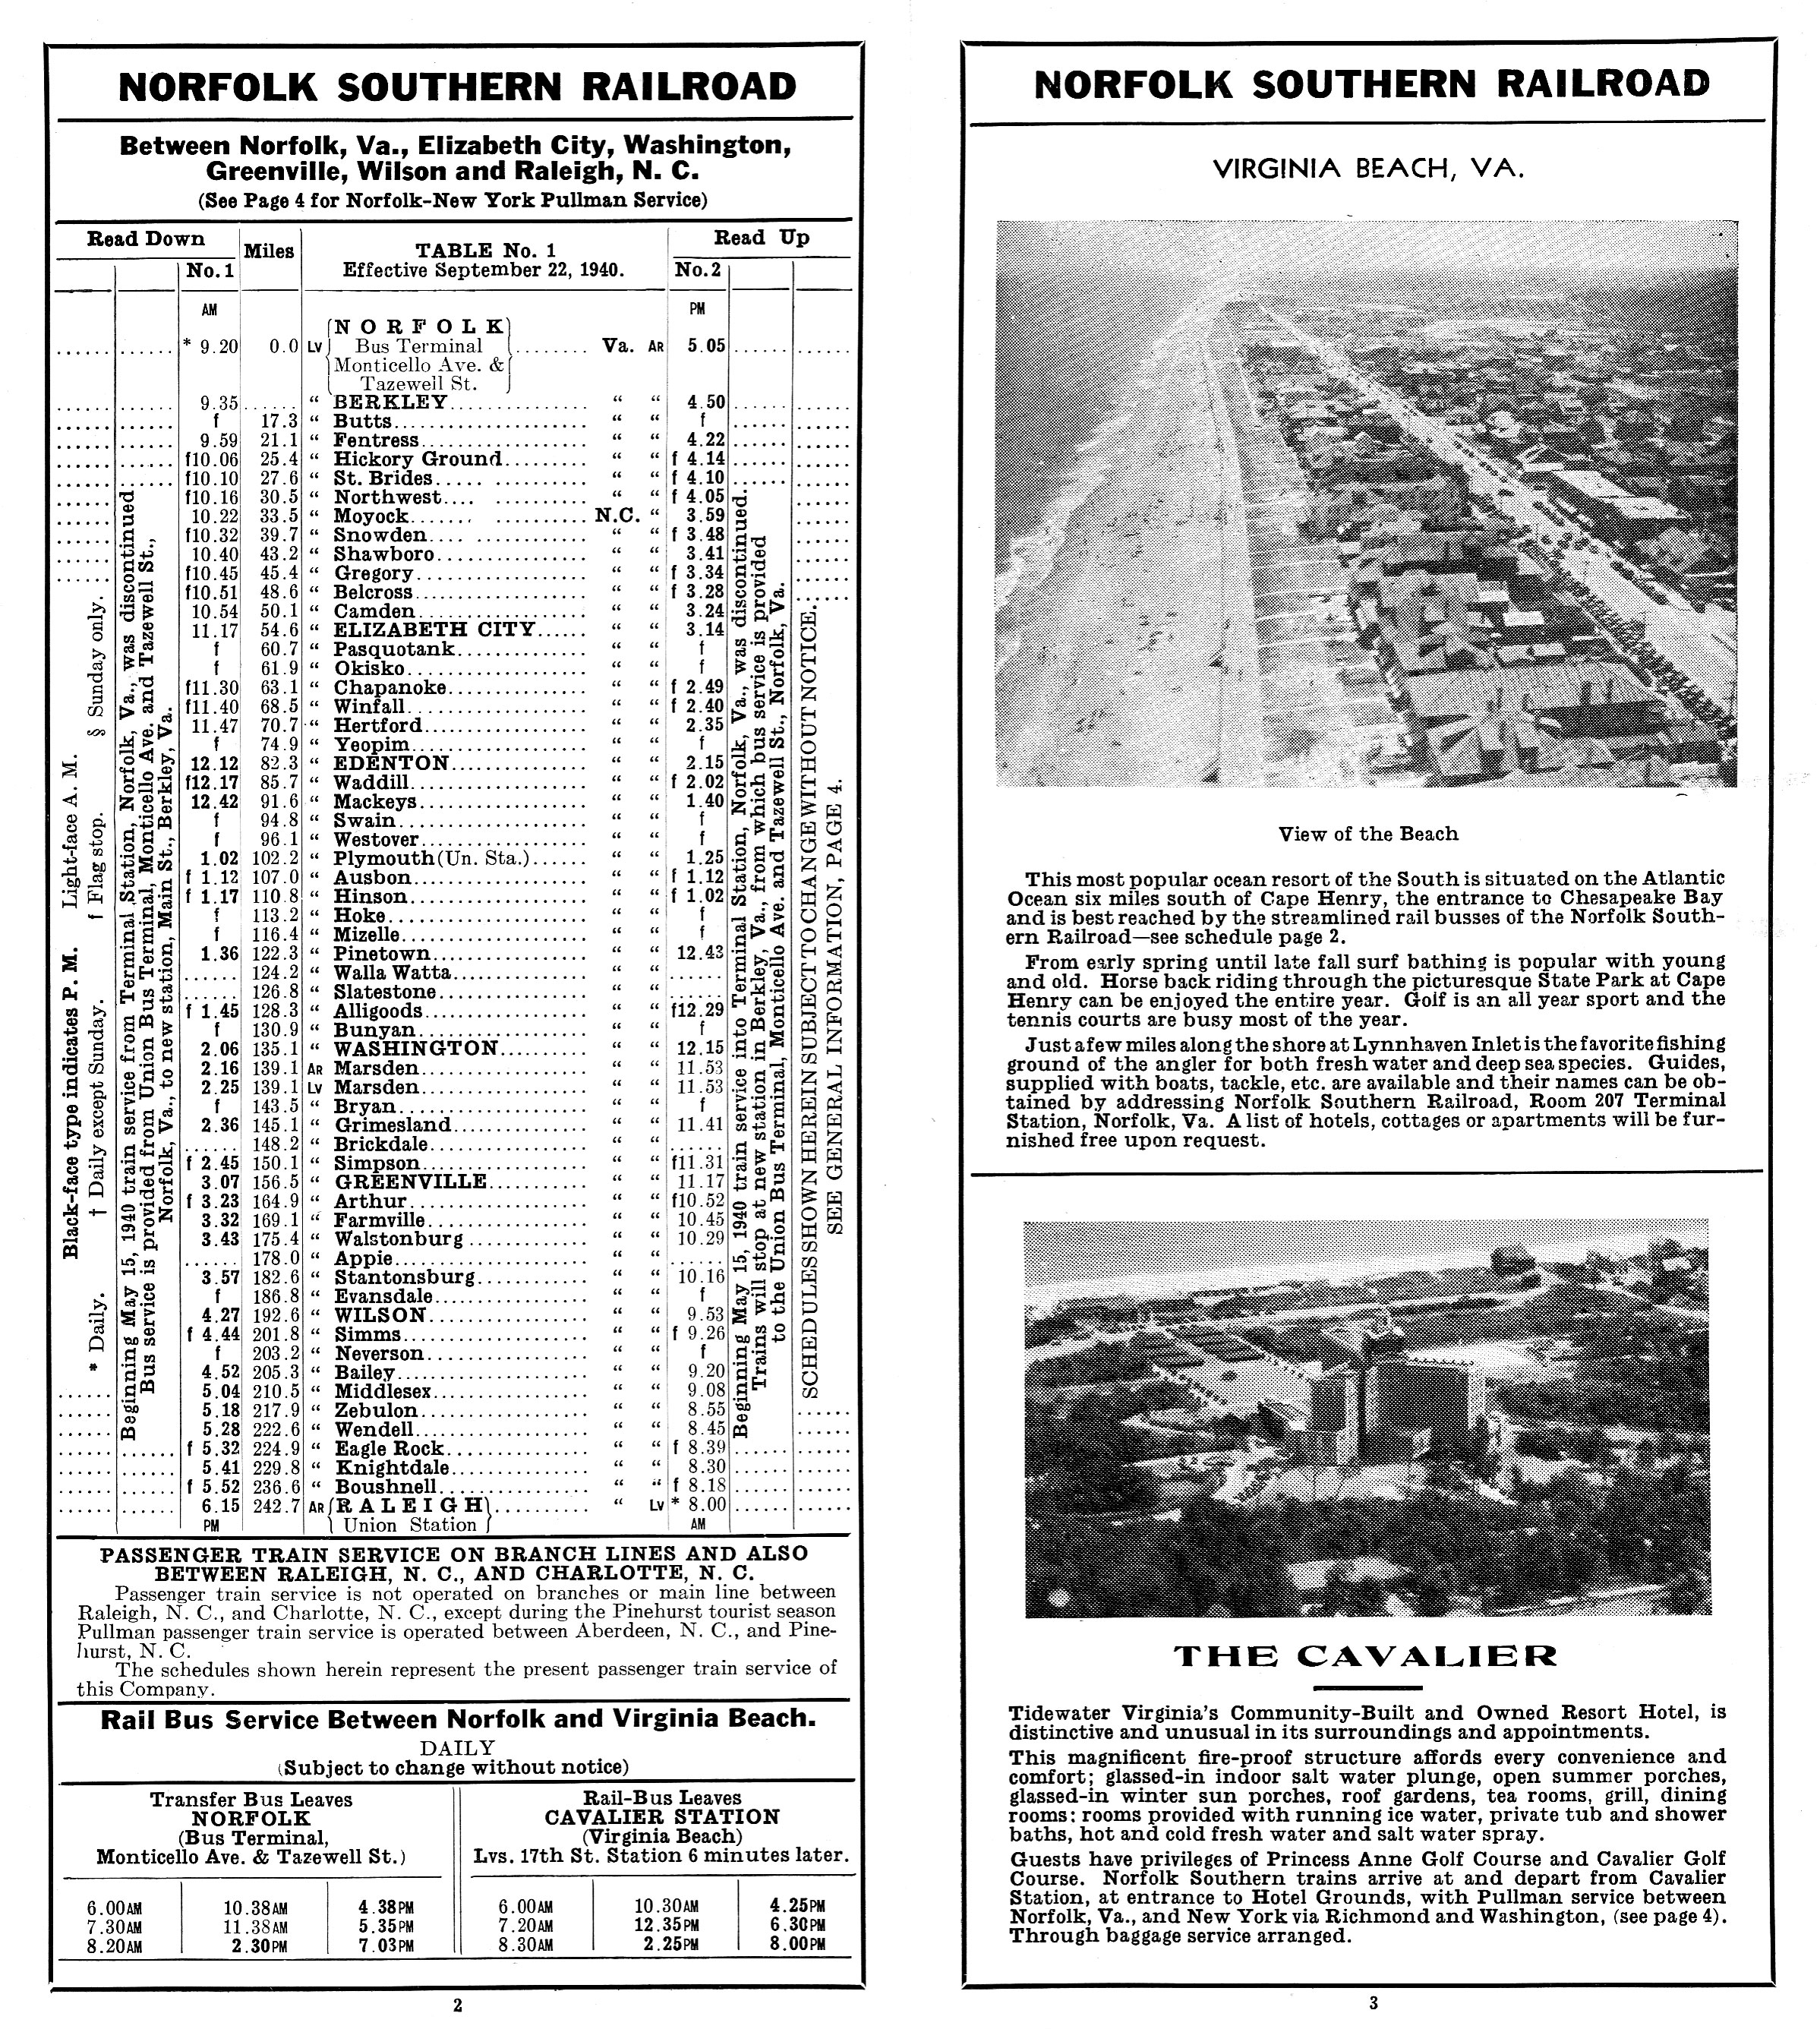 NORFOLK SOUTHERN RAILROAD
Between Norfolk, Va., Elizabeth City, Washington,
Greenville, Wilson and Raleigh, N. C.
(See Page 4 for Norfolk-New York Pullman Service)
Read Down Miles TABLE No. 1 Read Up
No. 1 Effective September 22, 1940. No. 2
AM PM
NORFOLK
* 9.20 0.0 LV Bus Terminal ........ Va. AR 5.05
Monticello Ave. &
Tazewell St.
9.35 ...... “ BERKLEY ............... “ “ 4.50
f 17.3 “ Butts ............... “ “ f
9.59 21.1 “ Fentress ............... “ “ 4.22
f10.06 25.4 “ Hickory Ground ......... “ “ f 4.14
f10.10 27.6 “ St. Brides ............... “ “ f 4.10
f10.16 30.5 “ Northwest ............... “ “ f 4.05
10.22 33.5 “ Moyock ............... N.C. “ 3.59
f10.32 39.7 “ Snowden ............... “ “ f 3.48
10.40 43.2 “ Shawboro ............... “ “ 3.41
f10.45 45.4 “ Gregory ............... “ “ f 3.34
f10.51 48.6 “ Belcross ............... “ “ f 3.28
10.54 50.1 “ Camden ............... “ “ 3.24
11.17 54.6 “ ELIZABETH CITY ...... “ “ 3.14
f 60.7 “ Pasquotank ............... “ “ f
f 61.9 “ Okisko ............... “ “ f
f11.30 63.1 “ Chapanoke ............... “ “ f 2.49
f11.40 68.5 “ Winfall ............... “ “ f 2.40
11.47 70.7 “ Hertford ............... “ “ 2.35
f 74.9 “ Yeopim ............... “ “ f
12.12 82.3 “ EDENTON ............... “ “ 2.15
f12.17 85.7 “ Waddill ............... “ “ f 2.02
12.42 91.6 “ Mackeys ............... “ “ 1.40
f 94.8 “ Swain ............... “ “ f
f 96.1 “ Westover ............... “ “ f
1.02 102.2 “ Plymouth (Un. Sta.) ...... “ “ 1.25
f 1.12 107.0 “ Ausbon ............... “ “ f 1.12
f 1.17 110.8 “ Hinson ............... “ “ f 1.02
f 113.2 “ Hoke ............... “ “ f
f 116.4 “ Mizelle ............... “ “ f
1.36 122.3 “ Pinetown ............... “ “ 12.43
...... 124.2 “ Walla Watta ............... “ “ ......
...... 126.8 “ Slatestone ............... “ “ ......
f 1.45 128.3 “ Alligoods ............... “ “ f12.29
f 130.9 “ Bunyan ............... “ “ f
2.06 135.1 “ WASHINGTON .......... “ “ 12.15
2.16 139.1 AR Marsden ............... “ “ 11.53
2.25 139.1 LV Marsden ............... “ “ 11.53
f 143.5 “ Bryan ............... “ “ f
2.36 145.1 “ Grimesland ............... “ “ 11.41
...... 148.2 “ Brickdale ............... “ “ ......
f 2.45 150.1 “ Simpson ............... “ “ f11.31
3.07 156.5 “ GREENVILLE ........... “ “ 11.17
f 3.23 164.9 “ Arthur ............... “ “ f10.52
3.32 169.1 “ Farmville ............... “ “ 10.45
3.43 175.4 “ Walstonburg ............ “ “ 10.29
...... 178.0 “ Appie ............... “ “ ......
3.57 182.6 “ Stantonsburg ........... “ “ 10.16
f 186.8 “ Evansdale ............... “ “ f
4.27 192.6 “ WILSON ............... “ “ 9.53
f 4.44 201.8 “ Simms ............... “ “ f 9.26
f 203.2 “ Neverson ............... “ “ f
4.52 205.3 “ Bailey ............... “ “ 9.20
5.04 210.5 “ Middlesex ............... “ “ 9.08
5.18 217.9 “ Zebulon ............... “ “ 8.55
5.28 222.6 “ Wendell ............... “ “ 8.45
f 5.32 224.9 “ Eagle Rock ............... “ “ f 8.39
5.41 229.8 “ Knightdale ............... “ “ 8.30
f 5.52 236.6 “ Boushnell ............... “ “ f 8.18
6.15 242.7 AR RALEIGH .......... “ LV * 8.00
PM Union Station AM
Black-face type indicates P. M. Light-face A. M.
* Daily. † Daily except Sunday. f Flag stop. § Sunday only.
Beginning May 15, 1940 train service from Terminal Station, Norfolk, Va., was discontinued
Bus service is provided from Union Bus Terminal, Monticello Ave. and Tazewell St.,
Norfolk, Va., to new station, Main St., Berkley, Va.
Beginning May 15, 1940 train service into Terminal Station, Norfolk, Va., was discontinued.
Trains will stop at new station in Berkley, Va., from which bus service is provided
to the Union Bus Terminal, Monticello Ave. and Tazewell St., Norfolk, Va.
SCHEDULES SHOWN HEREIN SUBJECT TO CHANGE WITHOUT NOTICE.
SEE GENERAL INFORMATION, PAGE 4.
PASSENGER TRAIN SERVICE ON BRANCH LINES AND ALSO
BETWEEN RALEIGH, N. C., AND CHARLOTTE, N. C.
Passenger train service is not operated on branches or main line between
Raleigh, N. C., and Charlotte, N. C., except during the Pinehurst tourist season
Pullman passenger train service is operated between Aberdeen, N. C., and Pine-
hurst, N. C.
The schedules shown herein represent the present passenger train service of
this Company.
Rail Bus Service Between Norfolk and Virginia Beach.
DAILY
(Subject to change without notice)
Transfer Bus Leaves
NORFOLK
(Bus Terminal,
Monticello Ave. & Tazewell St.)
6.00AM 10.38AM 4.38PM
7.30AM 11.38AM 5.35PM
8.20AM 2.30PM 7.03PM
Rail-Bus Leaves
CAVALIER STATION
(Virginia Beach)
Lvs. 17th St. Station 6 minutes later.
6.00AM 10.30AM 4.25PM
7.20AM 12.35PM 6.30PM
8.30AM 2.25PM 8.00PM
2
NORFOLK SOUTHERN RAILROAD
VIRGINIA BEACH, VA.
View of the Beach
This most popular ocean resort of the South is situated on the Atlantic
Ocean six miles south of Cape Henry, the entrance to Chesapeake Bay
and is best reached by the streamlined rail busses of the Norfolk South-
ern Railroad—see schedule page 2.
From early spring until late fall surf bathing is popular with young
and old. Horse back riding through the picturesque State Park at Cape
Henry can be enjoyed the entire year. Golf is an all year sport and the
tennis courts are busy most of the year.
Just a few miles along the shore at Lynnhaven Inlet is the favorite fishing
ground of the angler for both fresh water and deep sea species. Guides,
supplied with boats, tackle, etc. are available and their names can be ob-
tained by addressing Norfolk Southern Railroad, Room 207 Terminal
Station, Norfolk, Va. A list of hotels, cottages or apartments will be fur-
nished free upon request.
THE CAVALIER
Tidewater Virginia's Community-Built and Owned Resort Hotel, is
distinctive and unusual in its surroundings and appointments.
This magnificent fire-proof structure affords every convenience and
comfort; glassed-in indoor salt water plunge, open summer porches,
glassed-in winter sun porches, roof gardens, tea rooms, grill, dining
rooms: rooms provided with running ice water, private tub and shower
baths, hot and cold fresh water and salt water spray.
Guests have privileges of Princess Anne Golf Course and Cavalier Golf
Course. Norfolk Southern trains arrive at and depart from Cavalier
Station, at entrance to Hotel Grounds, with Pullman service between
Norfolk, Va., and New York via Richmond and Washington, (see page 4).
Through baggage service arranged.
3